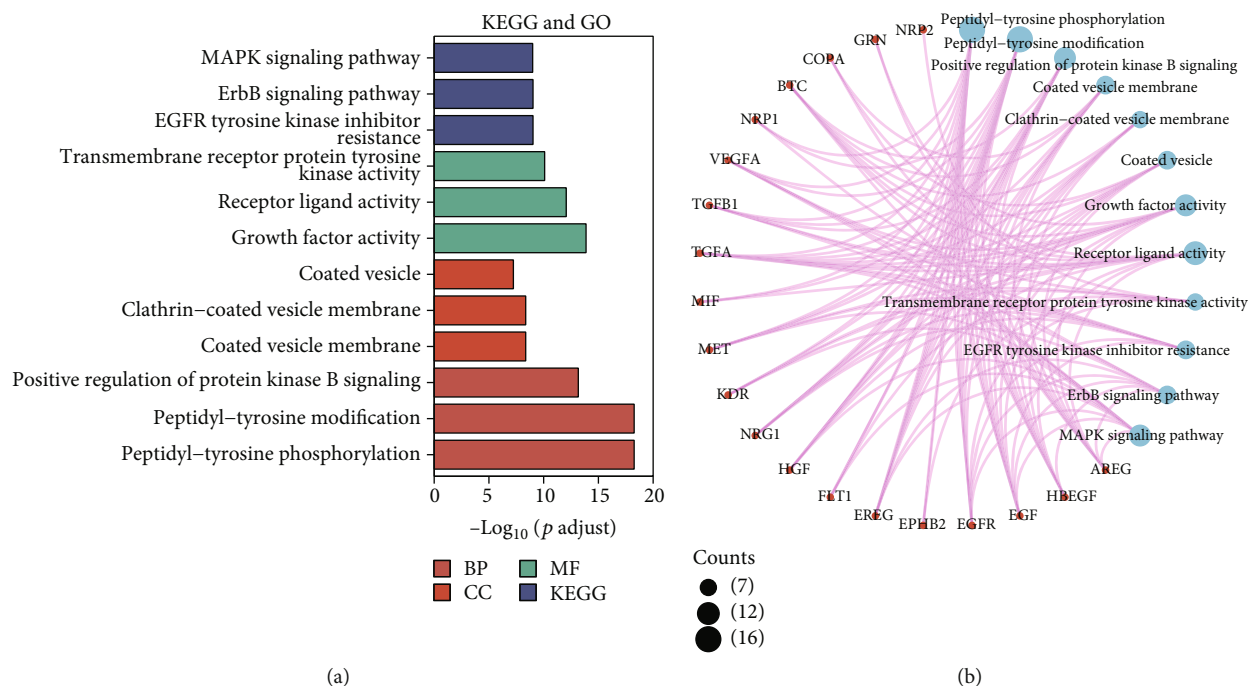 KEGG and GO
MAPK signaling pathway
ErbB signaling pathway
EGFR tyrosine kinase inhibitor
resistance
Transmembrane receptor protein tyrosine
kinase activity
Receptor ligand activity
Growth factor activity
Coated vesicle
Clathrin−coated vesicle membrane
Coated vesicle membrane
Positive regulation of protein kinase B signaling
Peptidyl−tyrosine modification
Peptidyl−tyrosine phosphorylation
0 5 10 15 20
−Log10 (p adjust)
BP MF
CC KEGG
(a)
Peptidyl−tyrosine phosphorylation
Peptidyl−tyrosine modification
Positive regulation of protein kinase B signaling
Coated vesicle membrane
Clathrin−coated vesicle membrane
Coated vesicle
Growth factor activity
Receptor ligand activity
Transmembrane receptor protein tyrosine kinase activity
EGFR tyrosine kinase inhibitor resistance
ErbB signaling pathway
MAPK signaling pathway
AREG
HBEGF
EGF
EGFR
EPHB2
EREG
FLT1
HGF
NRG1
KDR
MET
MIF
TGFA
TGFB1
VEGFA
NRP1
BTC
COPA
GRN
NRP2
Counts
(7)
(12)
(16)
(b)